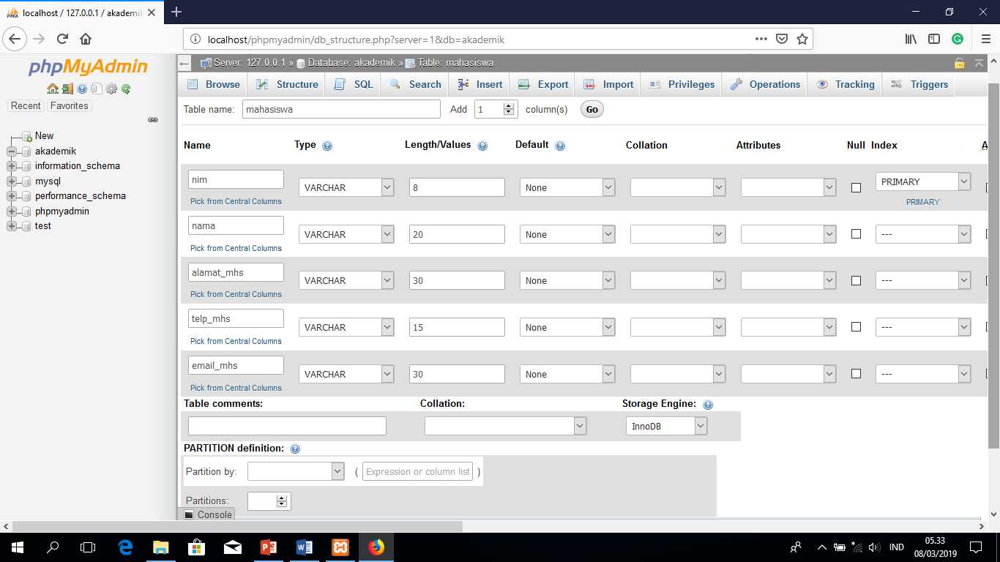 localhost / 127.0.0.1 / akademik
localhost/phpmyadmin/db_structure.php?server=1&db=akademik
phpMyAdmin
Recent Favorites
New
akademik
information_schema
mysql
performance_schema
phpmyadmin
test
Server: 127.0.0.1 » Database: akademik » Table: mahasiswa
Browse Structure SQL Search Insert Export Import Privileges Operations Tracking Triggers
Table name: mahasiswa Add 1 column(s) Go
Name Type Length/Values Default Collation Attributes Null Index A
nim VARCHAR 8 None PRIMARY
Pick from Central Columns PRIMARY
nama VARCHAR 20 None ---
Pick from Central Columns
alamat_mhs VARCHAR 30 None ---
Pick from Central Columns
telp_mhs VARCHAR 15 None ---
Pick from Central Columns
email_mhs VARCHAR 30 None ---
Pick from Central Columns
Table comments: Collation: Storage Engine:
InnoDB
PARTITION definition:
Partition by: ( Expression or column list )
Partitions:
Console
IND
05.33
08/03/2019